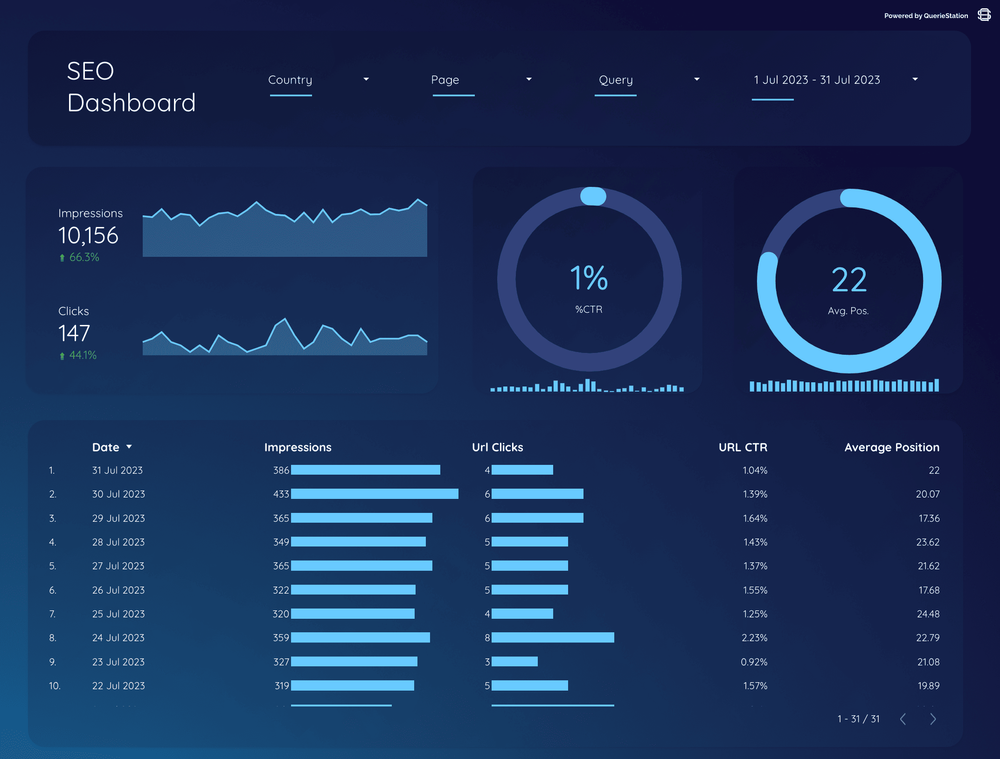 Powered by QuerieStation
SEO
Dashboard
Country
Page
Query
1 Jul 2023 - 31 Jul 2023
Impressions
10,156
66.3%
Clicks
147
44.1%
1%
%CTR
22
Avg. Pos.
Date Impressions Url Clicks URL CTR Average Position
1. 31 Jul 2023 386 4 1.04% 22
2. 30 Jul 2023 433 6 1.39% 20.07
3. 29 Jul 2023 365 6 1.64% 17.36
4. 28 Jul 2023 349 5 1.43% 23.62
5. 27 Jul 2023 365 5 1.37% 21.62
6. 26 Jul 2023 322 5 1.55% 17.68
7. 25 Jul 2023 320 4 1.25% 24.48
8. 24 Jul 2023 359 8 2.23% 22.79
9. 23 Jul 2023 327 3 0.92% 21.08
10. 22 Jul 2023 319 5 1.57% 19.89
1 - 31 / 31